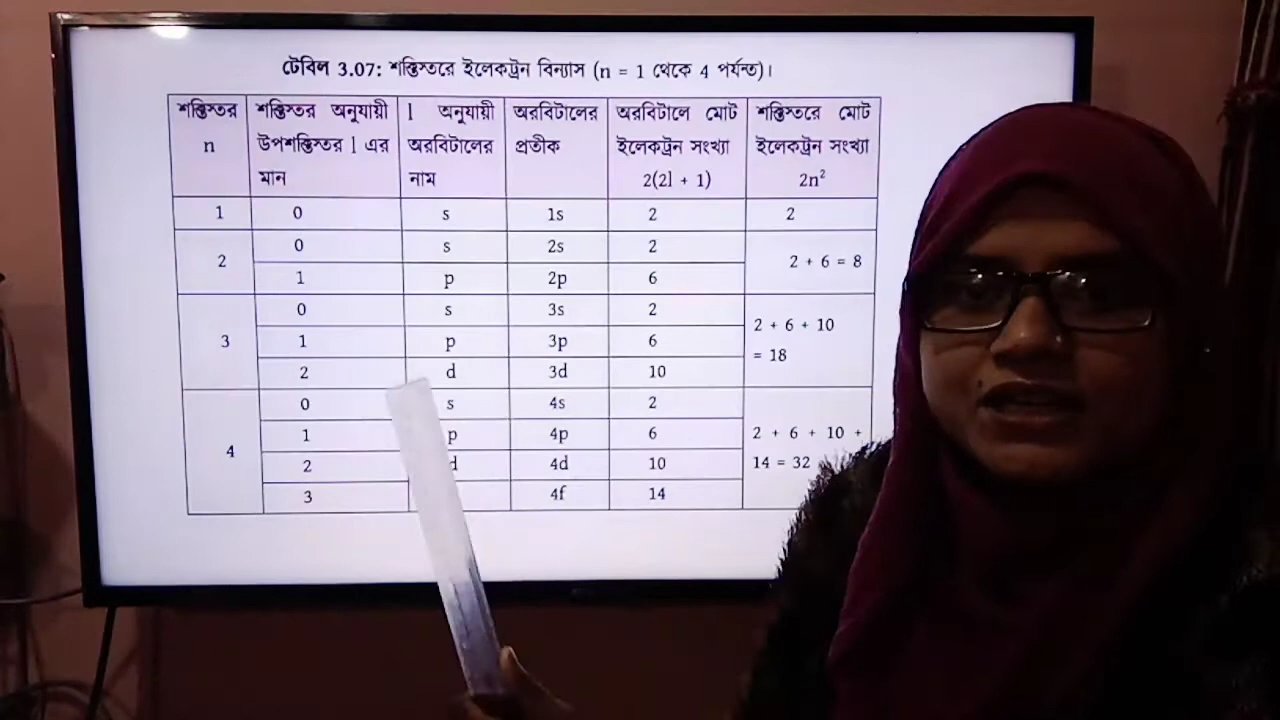 টেবিল 3.07: শক্তিস্তরে ইলেকট্রন বিন্যাস (n = 1 থেকে 4 পর্যন্ত)।
শক্তিস্তর n শক্তিস্তর অনুযায়ী উপশক্তিস্তর l এর মান l অনুযায়ী অরবিটালের নাম অরবিটালের প্রতীক অরবিটালে মোট ইলেকট্রন সংখ্যা 2(2l + 1) শক্তিস্তরে মোট ইলেকট্রন সংখ্যা 2n²
1 0 s 1s 2 2
2 0 s 2s 2 2 + 6 = 8
1 p 2p 6
3 0 s 3s 2 2 + 6 + 10 = 18
1 p 3p 6
2 d 3d 10
4 0 s 4s 2 2 + 6 + 10 + 14 = 32
1 p 4p 6
2 d 4d 10
3 4f 14